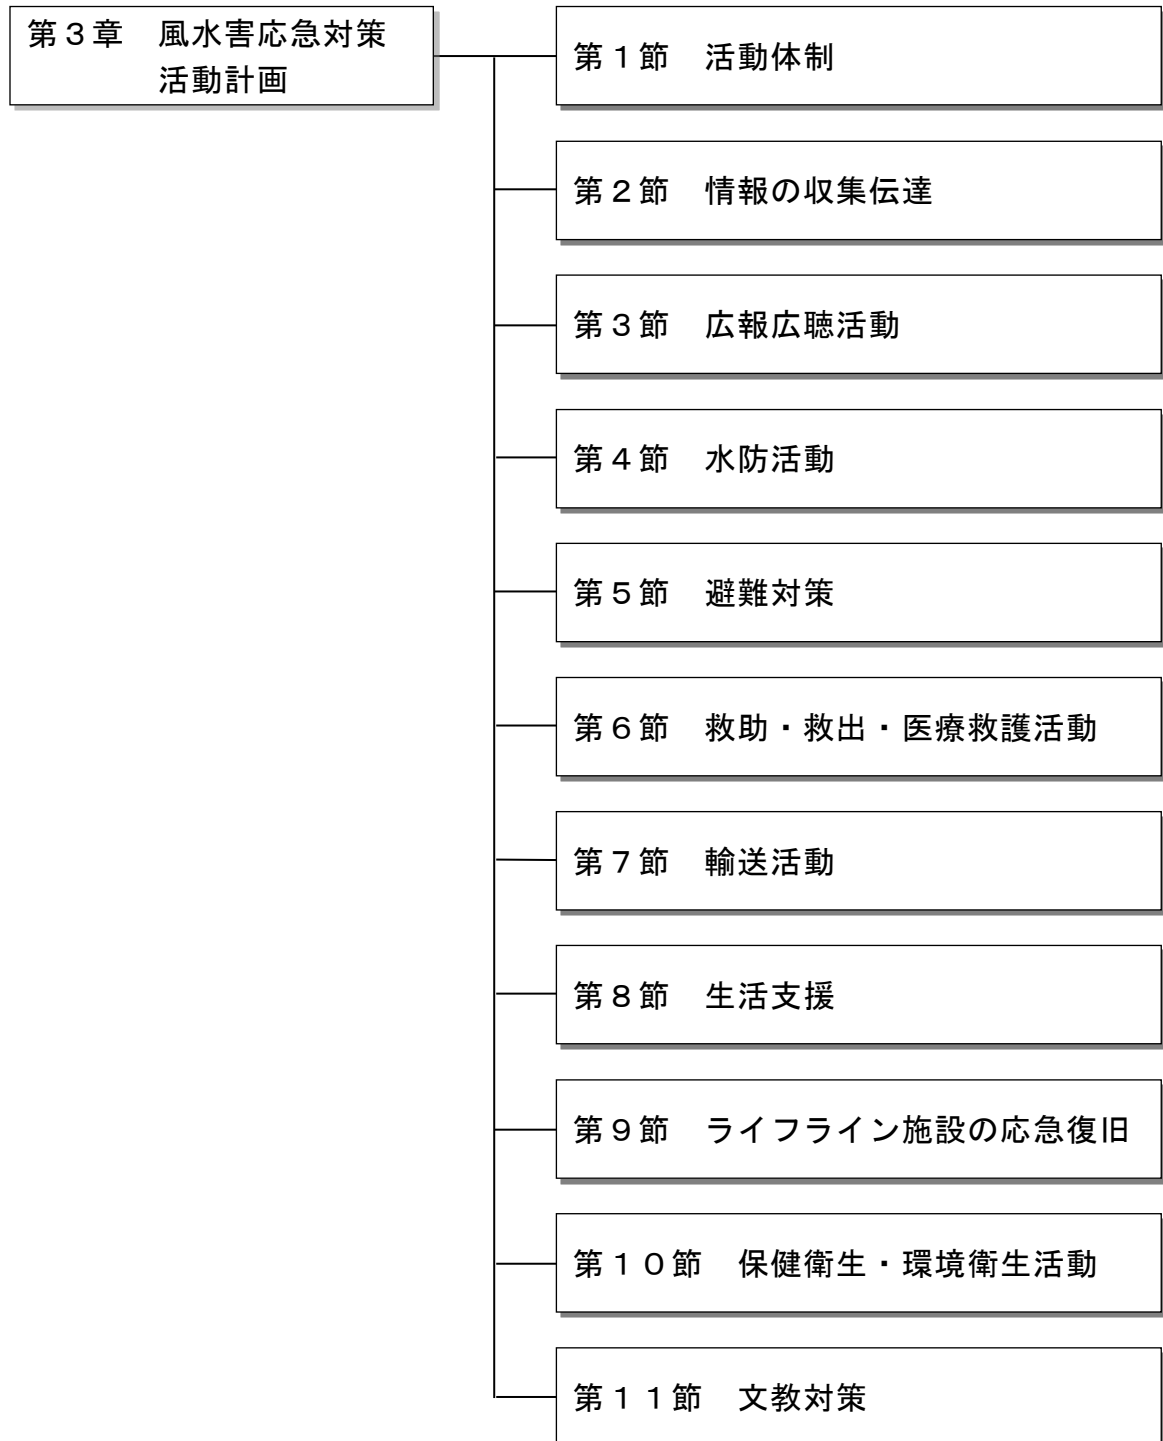 第３章　風水害応急対策
活動計画
第１節　活動体制
第２節　情報の収集伝達
第３節　広報広聴活動
第４節　水防活動
第５節　避難対策
第６節　救助・救出・医療救護活動
第７節　輸送活動
第８節　生活支援
第９節　ライフライン施設の応急復旧
第１０節　保健衛生・環境衛生活動
第１１節　文教対策